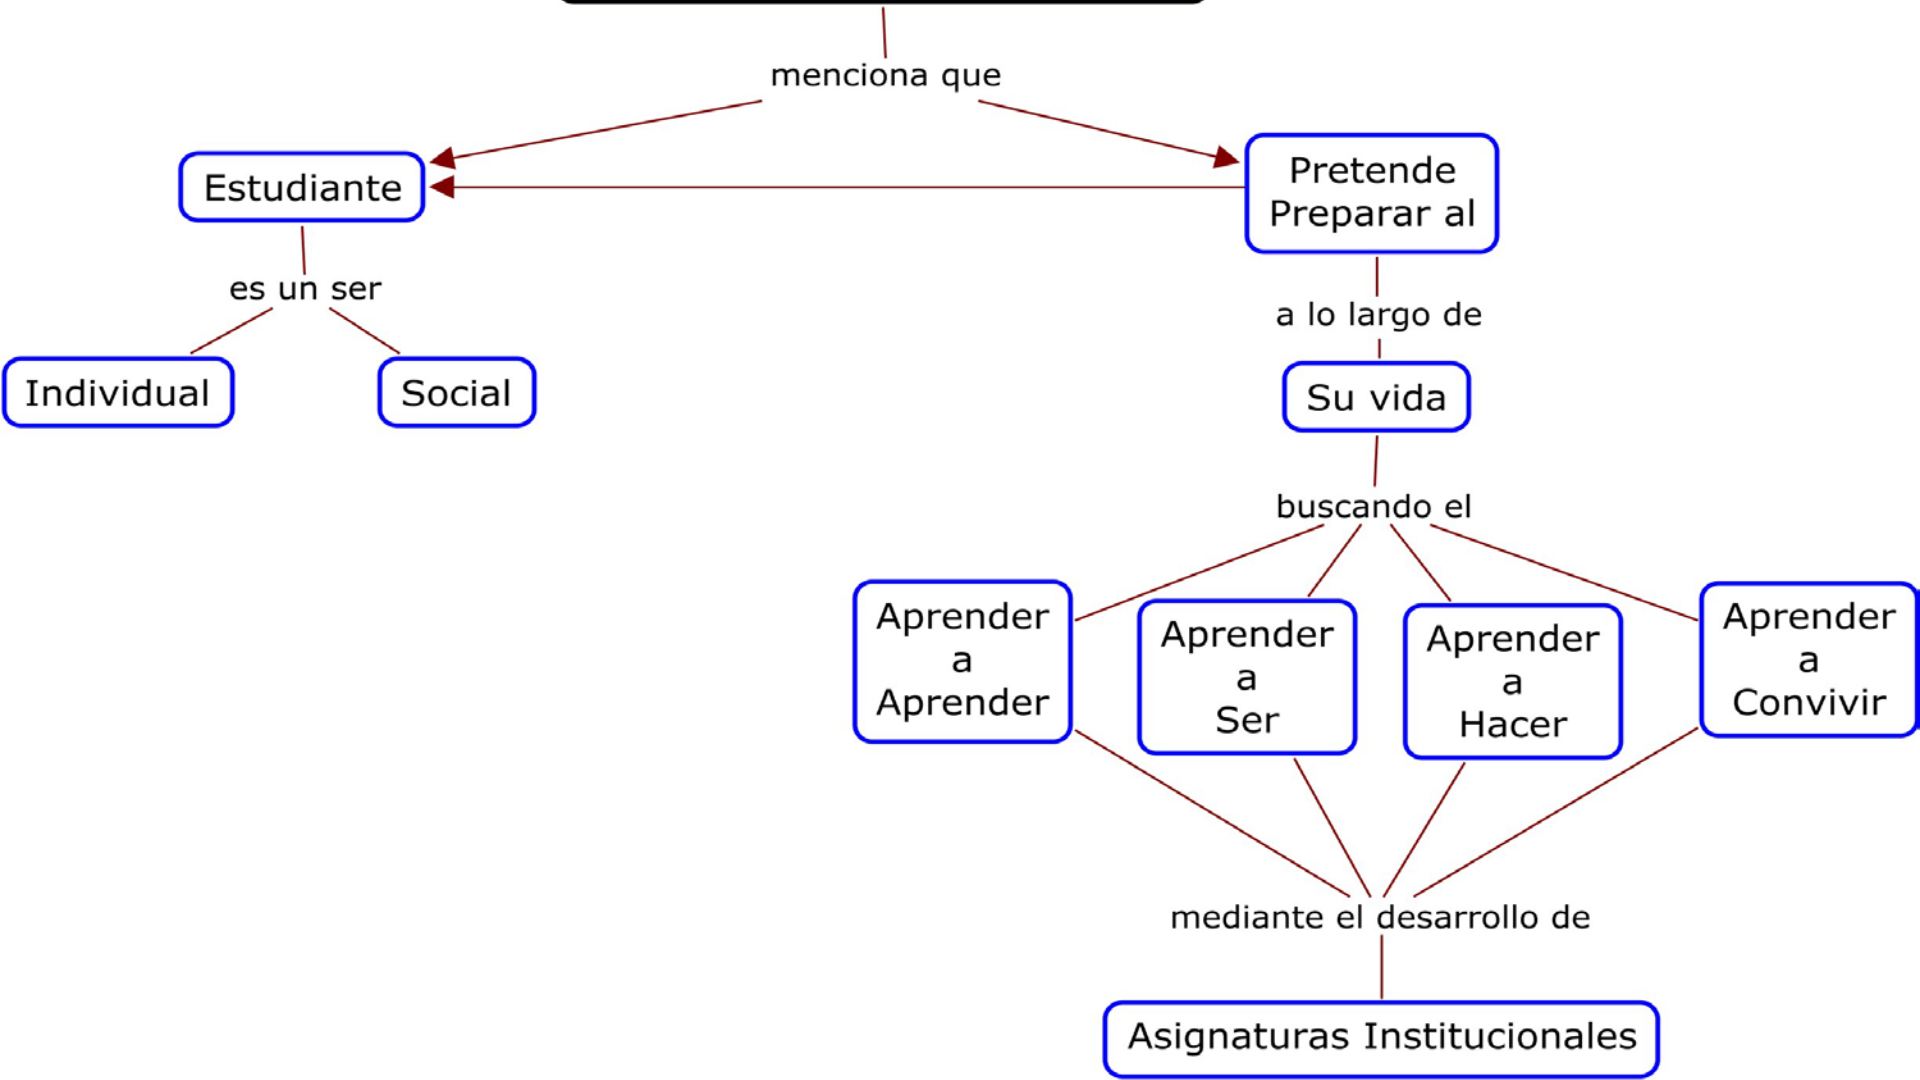 menciona que
Estudiante
Pretende
Preparar al
es un ser
a lo largo de
Individual
Social
Su vida
buscando el
Aprender
a
Aprender
Aprender
a
Ser
Aprender
a
Hacer
Aprender
a
Convivir
mediante el desarrollo de
Asignaturas Institucionales